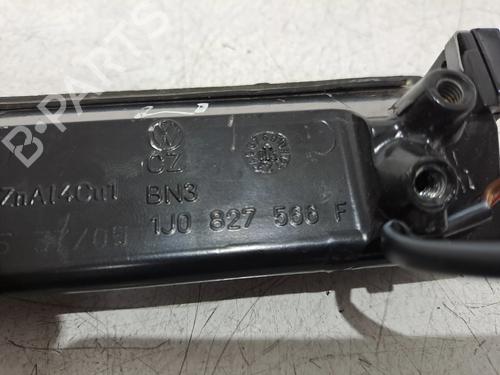 B-PARTS
CZ
ZnAl4Cu1 BN3
1J0 827 566 F